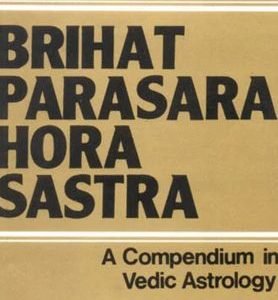 BRIHAT
PARASARA
HORA
SASTRA
A Compendium in
Vedic Astrology